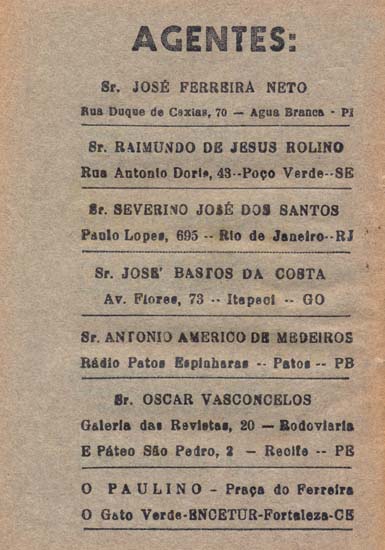 AGENTES:
Sr. JOSÉ FERREIRA NETO
Rua Duque de Caxias, 70 — Agua Branca - PI
Sr. RAIMUNDO DE JESUS ROLINO
Rua Antonio Doria, 43--Poço Verde--SE
Sr. SEVERINO JOSÉ DOS SANTOS
Paulo Lopes, 695 -- Rio de Janeiro--RJ
Sr. JOSE' BASTOS DA COSTA
Av. Flores, 73 -- Itapeci -- GO
Sr. ANTONIO AMERICO DE MEDEIROS
Rádio Patos Espinharas -- Patos -- PB
Sr. OSCAR VASCONCELOS
Galeria das Revistas, 20 — Rodoviaria
E Páteo São Pedro, 2 — Recife -- PE
O PAULINO - Praça do Ferreira
O Gato Verde-ENCETUR-Fortaleza-CE